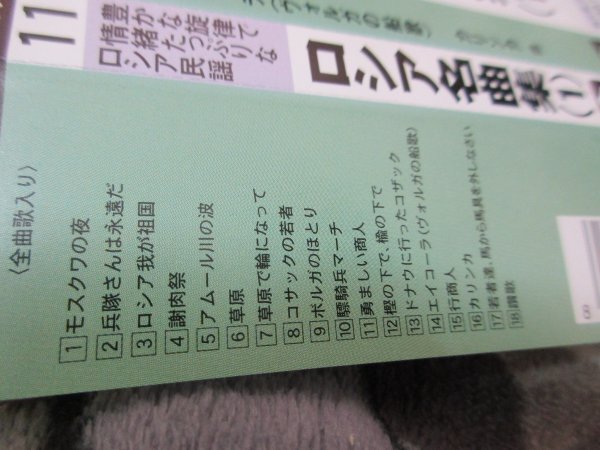 11
豊かな旋律で
情緒たっぷりな
ロシア民謡
ロシア名曲集(1)
〈全曲歌入り〉
1 モスクワの夜
2 兵隊さんは永遠だ
3 ロシア我が祖国
4 謝肉祭
5 アムール川の波
6 草原
7 草原で輪になって
8 コサックの若者
9 ボルガのほとり
10 驃騎兵マーチ
11 勇ましい商人
12 樫の下で、楡の下で
13 ドナウに行ったコザック
14 エイコーラ(ヴォルガの船歌)
15 行商人
16 カリンカ
17 若者達、馬から馬具を外しなさい
18 讃歌